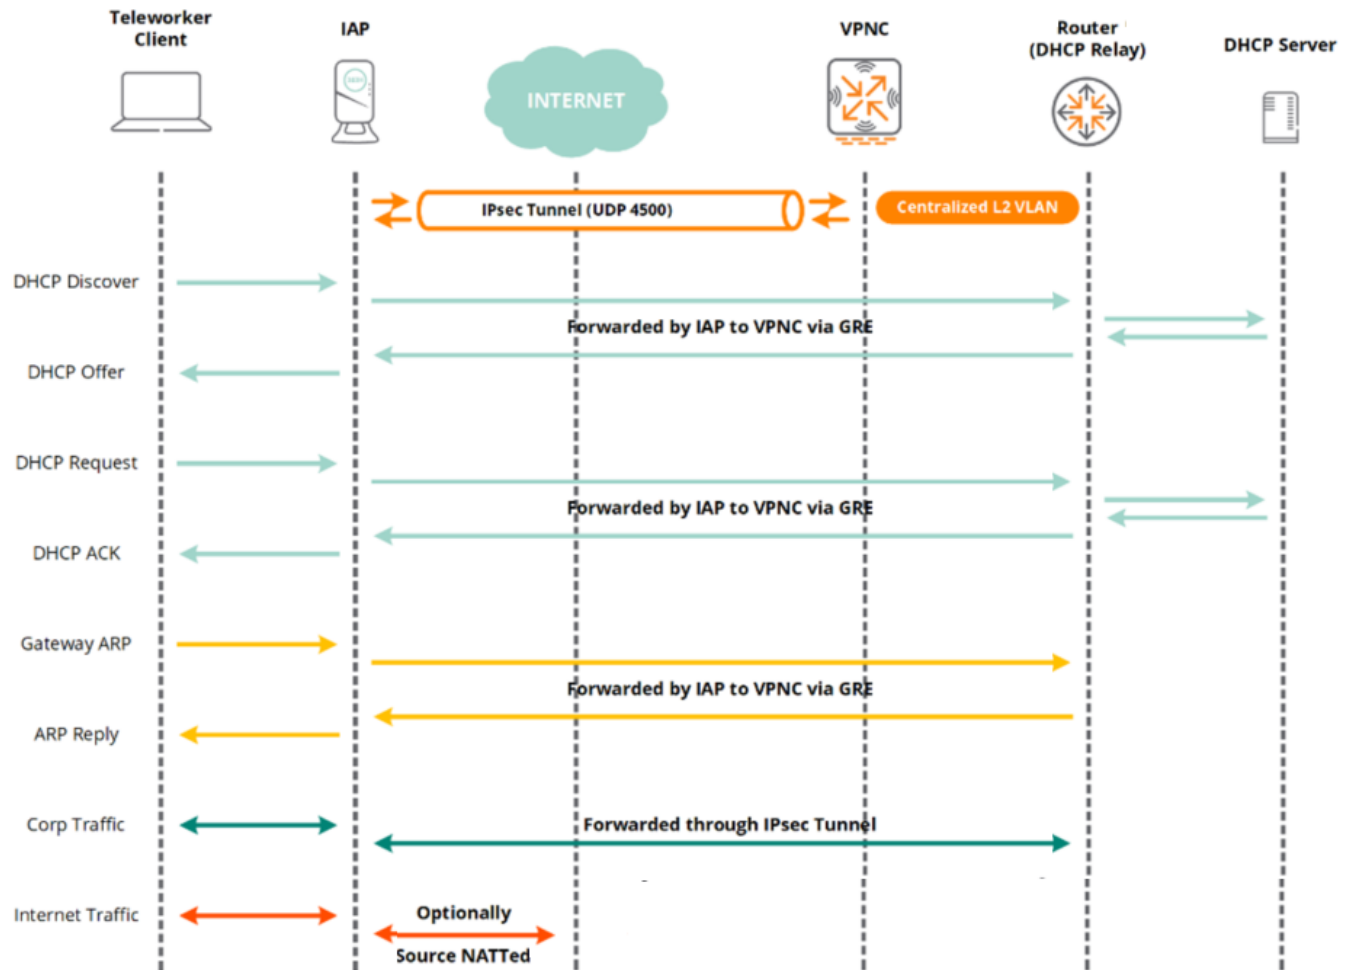 Teleworker
Client
IAP
INTERNET
VPNC
Router
(DHCP Relay)
DHCP Server
IPsec Tunnel (UDP 4500)
Centralized L2 VLAN
DHCP Discover
Forwarded by IAP to VPNC via GRE
DHCP Offer
DHCP Request
Forwarded by IAP to VPNC via GRE
DHCP ACK
Gateway ARP
Forwarded by IAP to VPNC via GRE
ARP Reply
Corp Traffic
Forwarded through IPsec Tunnel
Internet Traffic
Optionally
Source NATTed